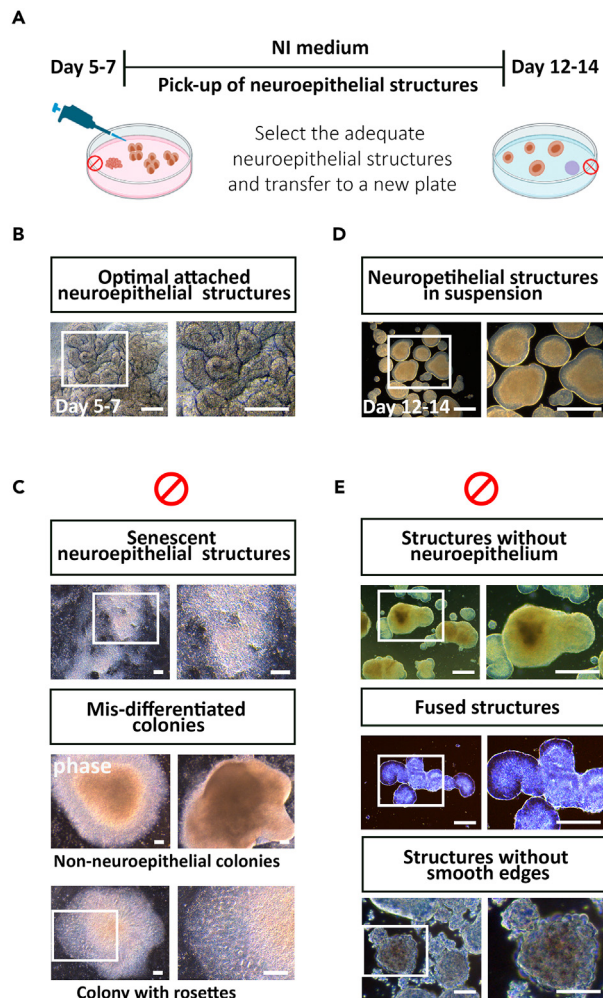 A
NI medium
Day 5-7
Day 12-14
Pick-up of neuroepithelial structures
Select the adequate
neuroepithelial structures
and transfer to a new plate
B
Optimal attached
neuroepithelial structures
Day 5-7
D
Neuropetihelial structures
in suspension
Day 12-14
C
Senescent
neuroepithelial structures
Mis-differentiated
colonies
phase
Non-neuroepithelial colonies
Colony with rosettes
E
Structures without
neuroepithelium
Fused structures
Structures without
smooth edges